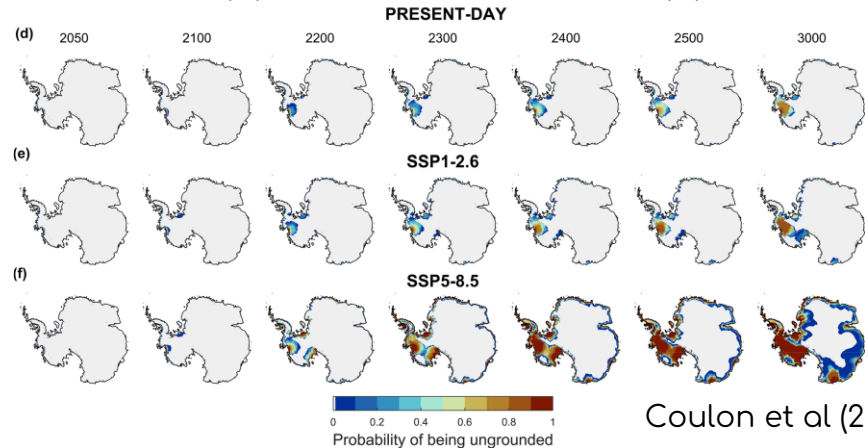 PRESENT-DAY
(d) 2050 2100 2200 2300 2400 2500 3000
(e) SSP1-2.6
(f) SSP5-8.5
0 0.2 0.4 0.6 0.8 1
Probability of being ungrounded
Coulon et al (2